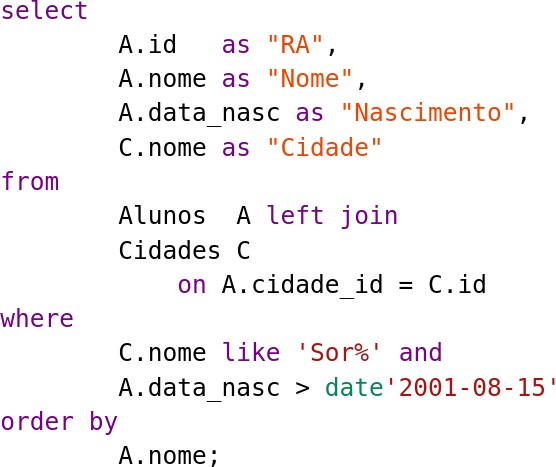 select
        A.id   as "RA",
        A.nome as "Nome",
        A.data_nasc as "Nascimento",
        C.nome as "Cidade"
from
        Alunos  A left join
        Cidades C
            on A.cidade_id = C.id
where
        C.nome like 'Sor%' and
        A.data_nasc > date'2001-08-15'
order by
        A.nome;